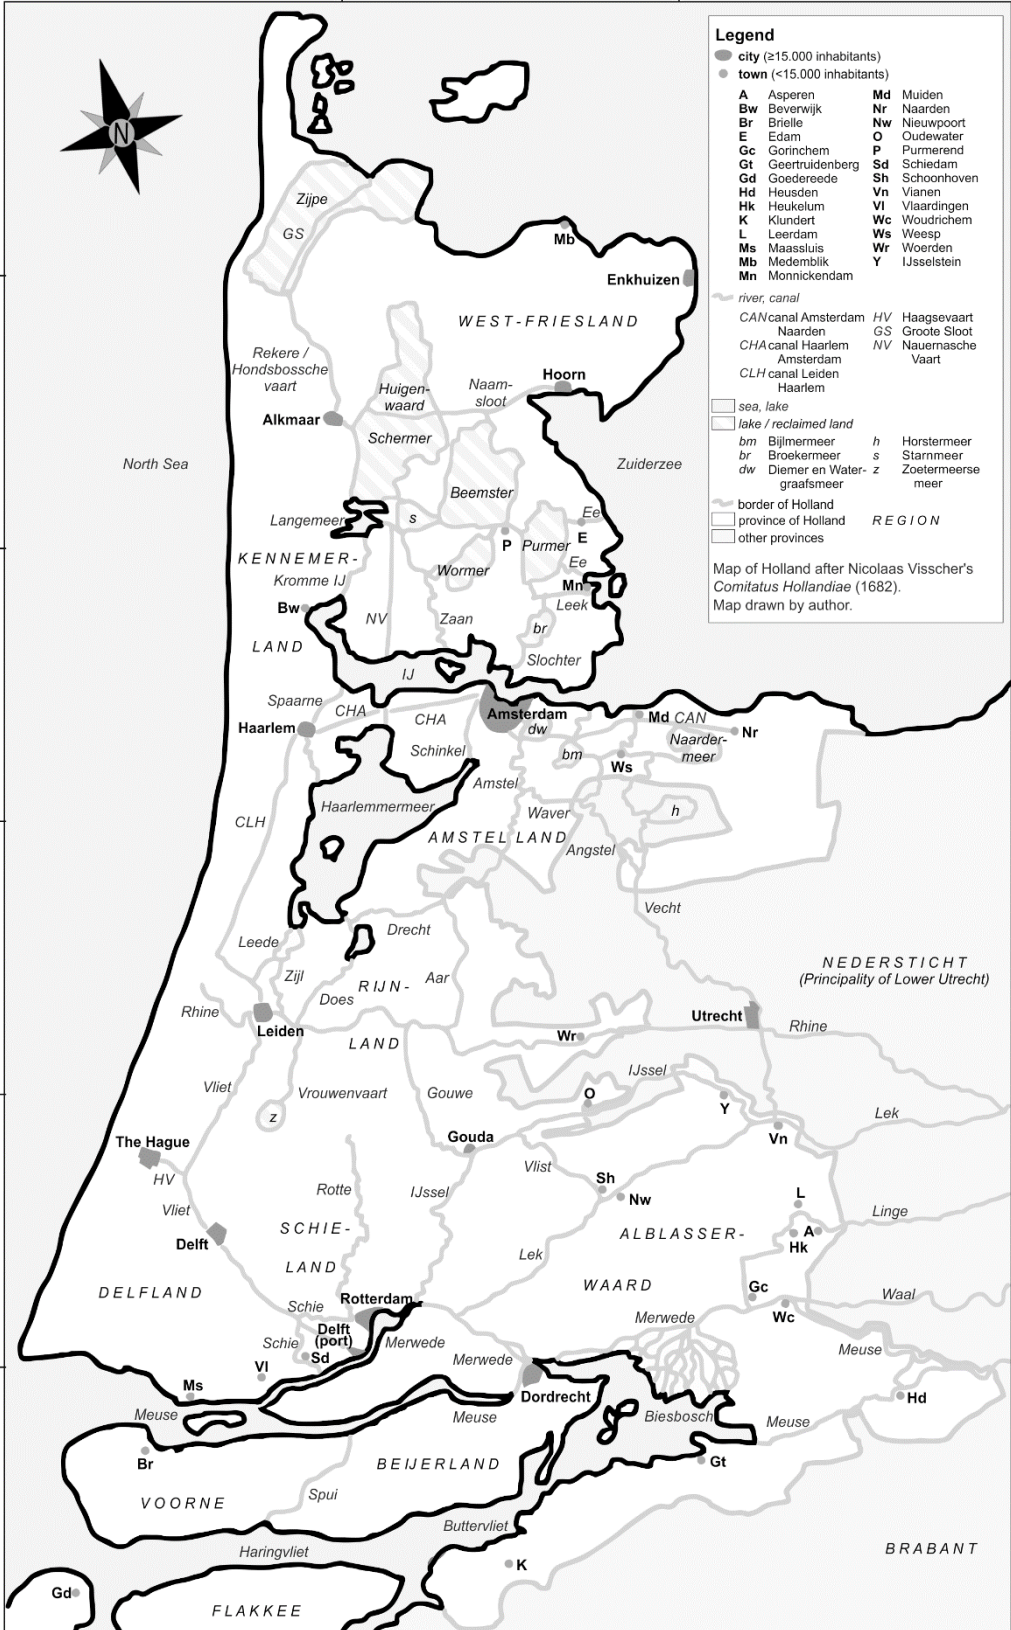 Legend
city (≥15.000 inhabitants)
town (<15.000 inhabitants)
A Asperen
Bw Beverwijk
Br Brielle
E Edam
Gc Gorinchem
Gt Geertruidenberg
Gd Goedereede
Hd Heusden
Hk Heukelum
K Klundert
L Leerdam
Ms Maassluis
Mb Medemblik
Mn Monnickendam
Md Muiden
Nr Naarden
Nw Nieuwpoort
O Oudewater
P Purmerend
Sd Schiedam
Sh Schoonhoven
Vn Vianen
Vl Vlaardingen
Wc Woudrichem
Ws Weesp
Wr Woerden
Y IJsselstein
river, canal
CAN canal Amsterdam
Naarden
CHA canal Haarlem
Amsterdam
CLH canal Leiden
Haarlem
HV Haagsevaart
GS Groote Sloot
NV Nauernasche
Vaart
sea, lake
lake / reclaimed land
bm Bijlmermeer
br Broekermeer
dw Diemer en Water-
graafsmeer
h Horstermeer
s Starnmeer
z Zoetermeerse
meer
border of Holland
province of Holland
REGION
other provinces
Map of Holland after Nicolaas Visscher's
Comitatus Hollandiae (1682).
Map drawn by author.
N
Zijpe
GS
Mb
Enkhuizen
WEST-FRIESLAND
Rekere /
Hondsbossche
vaart
Huigen-
waard
Naam-
sloot
Hoorn
Alkmaar
Schermer
North Sea
Zuiderzee
Beemster
Langemeer
s
Ee
E
P
Purmer
KENNEMER-
Ee
Wormer
Kromme IJ
Mn
Bw
Leek
NV
Zaan
br
LAND
Slochter
IJ
Spaarne
CHA
CHA
Amsterdam
Md
CAN
Haarlem
dw
Nr
Schinkel
bm
Naarder-
meer
Ws
Amstel
Haarlemmermeer
Waver
h
CLH
AMSTELLAND
Angstel
Vecht
Drecht
Leede
NEDERSTICHT
(Principality of Lower Utrecht)
Zijl
RIJN-
Aar
Does
Rhine
Leiden
Utrecht
Rhine
LAND
Wr
IJssel
Vliet
Vrouwenvaart
Gouwe
O
Y
z
Lek
The Hague
Gouda
Vn
Vlist
HV
Sh
Rotte
IJssel
Nw
L
Vliet
Linge
SCHIE-
ALBLASSER-
A
Delft
Hk
Lek
LAND
WAARD
DELFLAND
Gc
Waal
Rotterdam
Schie
Wc
Merwede
Delft
(port)
Schie
Merwede
Meuse
Sd
Merwede
Vl
Ms
Dordrecht
Hd
Meuse
Meuse
Biesbosch
Meuse
Br
BEIJERLAND
Gt
VOORNE
Spui
Buttervliet
Haringvliet
BRABANT
K
Gd
FLAKKEE